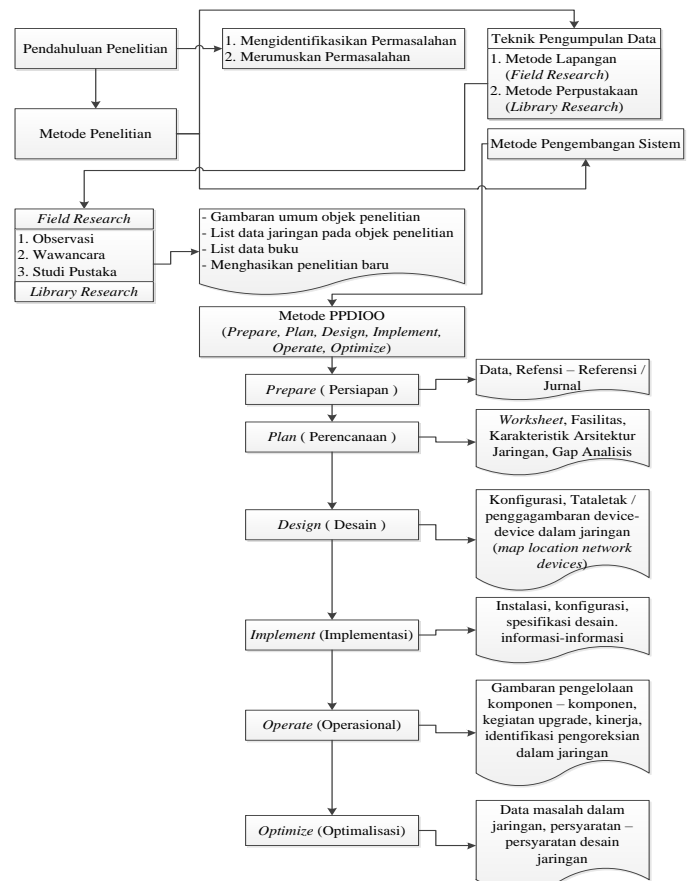 Pendahuluan Penelitian
1. Mengidentifikasikan Permasalahan
2. Merumuskan Permasalahan
Teknik Pengumpulan Data
1. Metode Lapangan
(Field Research)
2. Metode Perpustakaan
(Library Research)
Metode Penelitian
Metode Pengembangan Sistem
Field Research
1. Observasi
2. Wawancara
3. Studi Pustaka
Library Research
- Gambaran umum objek penelitian
- List data jaringan pada objek penelitian
- List data buku
- Menghasikan penelitian baru
Metode PPDIOO
(Prepare, Plan, Design, Implement,
Operate, Optimize)
Prepare ( Persiapan )
Data, Refensi – Referensi /
Jurnal
Plan ( Perencanaan )
Worksheet, Fasilitas,
Karakteristik Arsitektur
Jaringan, Gap Analisis
Design ( Desain )
Konfigurasi, Tataletak /
penggagambaran device-
device dalam jaringan
(map location network
devices)
Implement (Implementasi)
Instalasi, konfigurasi,
spesifikasi desain.
informasi-informasi
Operate (Operasional)
Gambaran pengelolaan
komponen – komponen,
kegiatan upgrade, kinerja,
identifikasi pengoreksian
dalam jaringan
Optimize (Optimalisasi)
Data masalah dalam
jaringan, persyaratan –
persyaratan desain
jaringan